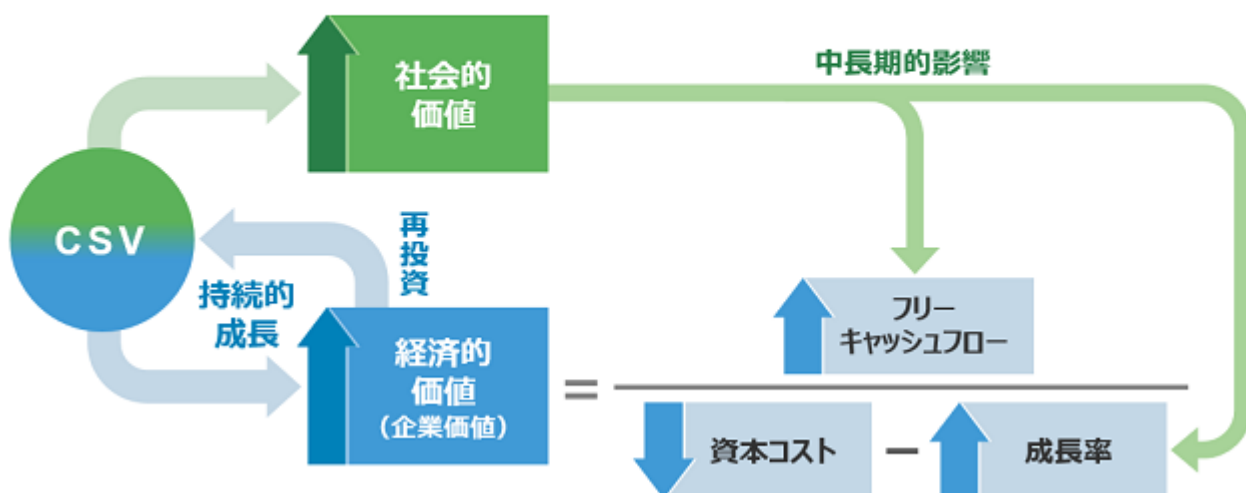 社会的
価値
中長期的影響
CSV
再投資
持続的
成長
経済的
価値
（企業価値）
＝
フリー
キャッシュフロー
資本コスト
－
成長率